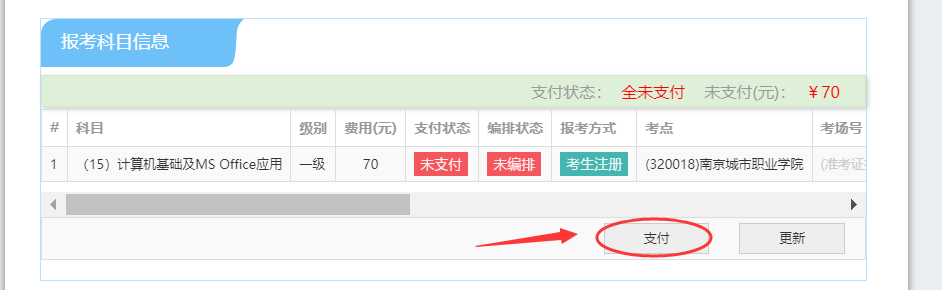 报考科目信息
支付状态： 全未支付 未支付(元)： ￥70
# 科目 级别 费用(元) 支付状态 编排状态 报考方式 考点 考场号
1 （15）计算机基础及MS Office应用 一级 70 未支付 未编排 考生注册 (320018)南京城市职业学院 (准考证
支付 更新